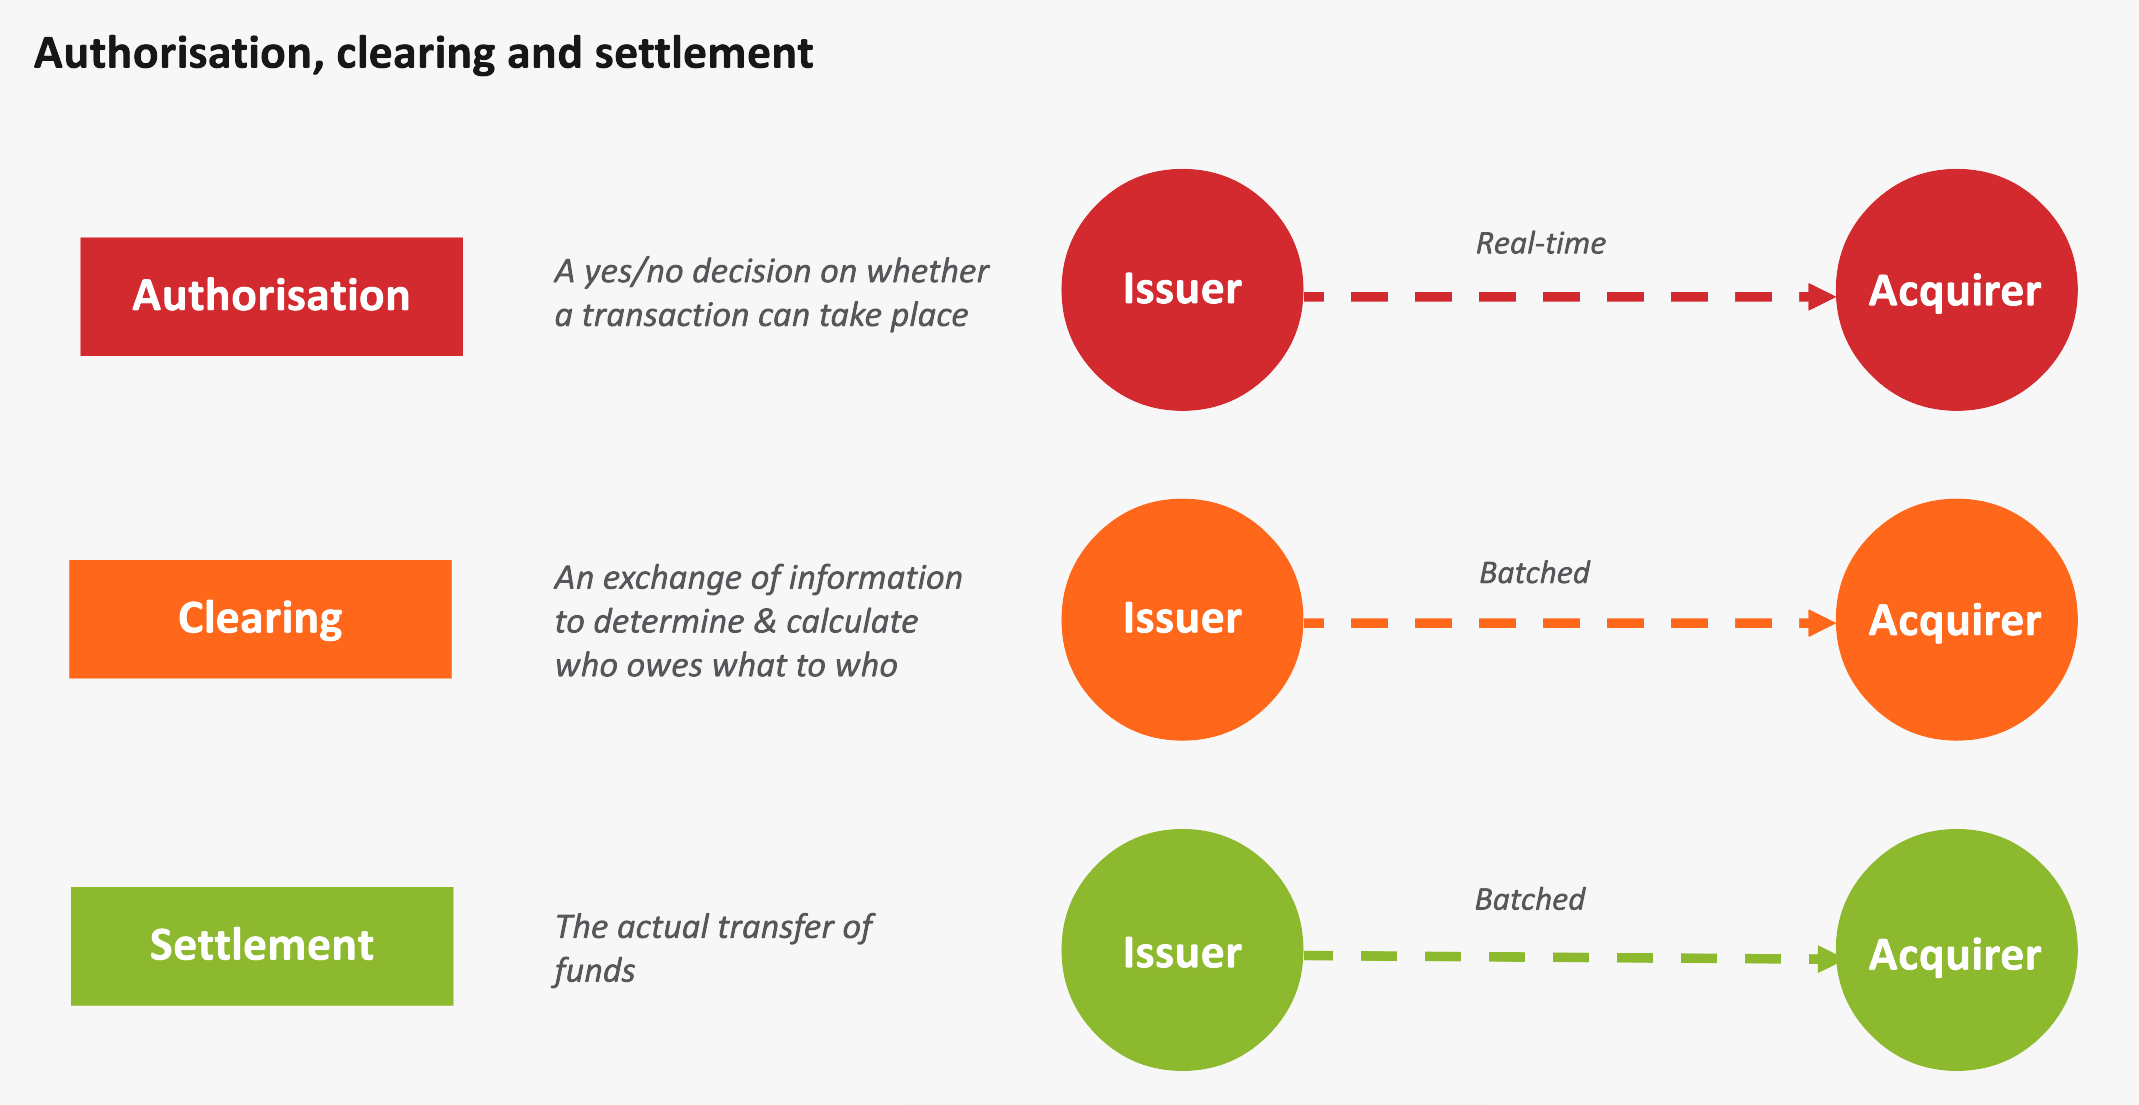 Authorisation, clearing and settlement
Authorisation
A yes/no decision on whether
a transaction can take place
Issuer
Real-time
Acquirer
Clearing
An exchange of information
to determine & calculate
who owes what to who
Issuer
Batched
Acquirer
Settlement
The actual transfer of
funds
Issuer
Batched
Acquirer